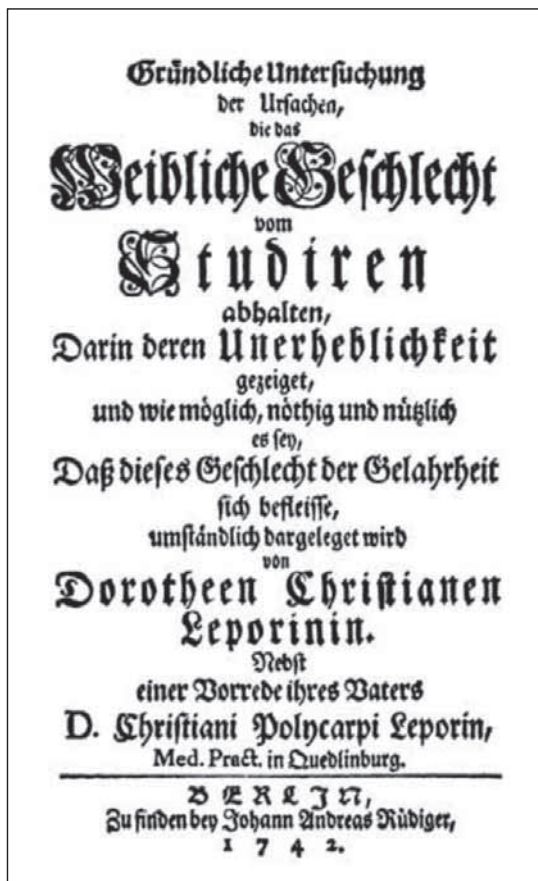 Gründliche Untersuchung
der Ursachen,
die das
Weibliche Geschlecht
vom
Studiren
abhalten,
Darin deren Unerheblichkeit
gezeiget,
und wie möglich, nöthig und nützlich
es sey,
Daß dieses Geschlecht der Gelahrheit
sich befleisse,
umständlich dargeleget wird
von
Dorotheen Christianen
Leporinin.
Nebst
einer Vorrede ihres Vaters
D. Christiani Polycarpi Leporin,
Med. Pract. in Quedlinburg.
BERLIN,
Zu finden bey Johann Andreas Rüdiger,
1742.